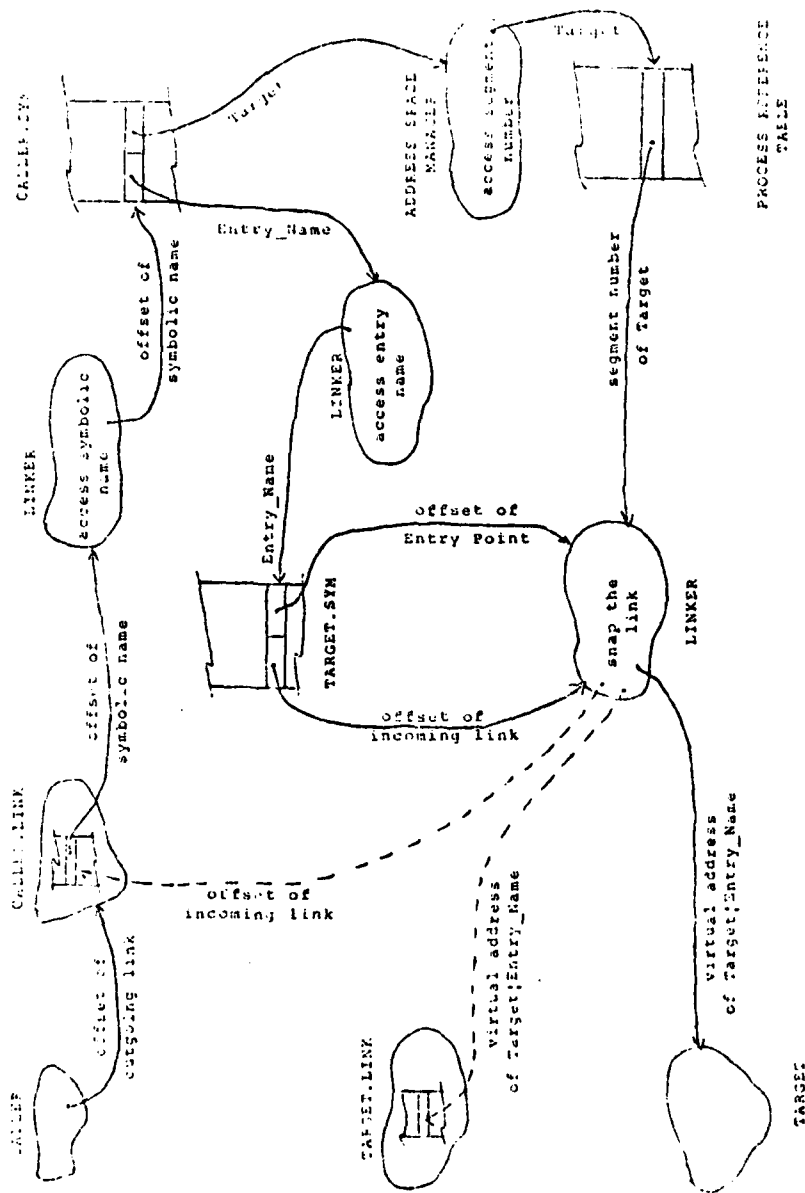 CALLER
offset of
outgoing link
CALLER.LINK
offset of
symbolic name
LINKER
access symbolic
name
offset of
symbolic name
CALLER.SYM
Target
Entry_Name
LINKER
access entry
name
Entry_Name
TARGET.SYM
offset of
Entry Point
offset of
incoming link
ADDRESS SPACE
MANAGER
access segment
number
Target
PROCESS REFERENCE
TABLE
segment number
of Target
snap the
link
LINKER
offset of
incoming link
TARGET.LINK
virtual address
of Target|Entry_Name
virtual address
of Target|Entry_Name
TARGET